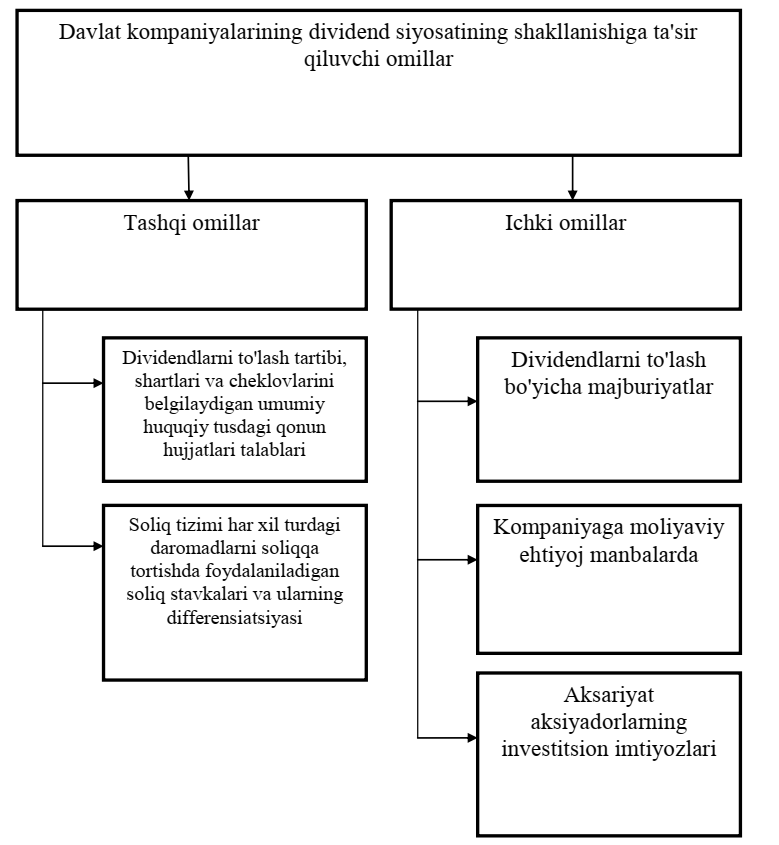 Davlat kompaniyalarining dividend siyosatining shakllanishiga ta'sir
qiluvchi omillar
Tashqi omillar
Ichki omillar
Dividendlarni to'lash tartibi,
shartlari va cheklovlarini
belgilaydigan umumiy
huquqiy tusdagi qonun
hujjatlari talablari
Soliq tizimi har xil turdagi
daromadlarni soliqqa
tortishda foydalaniladigan
soliq stavkalari va ularning
differensiatsiyasi
Dividendlarni to'lash
bo'yicha majburiyatlar
Kompaniyaga moliyaviy
ehtiyoj manbalarda
Aksariyat
aksiyadorlarning
investitsion imtiyozlari